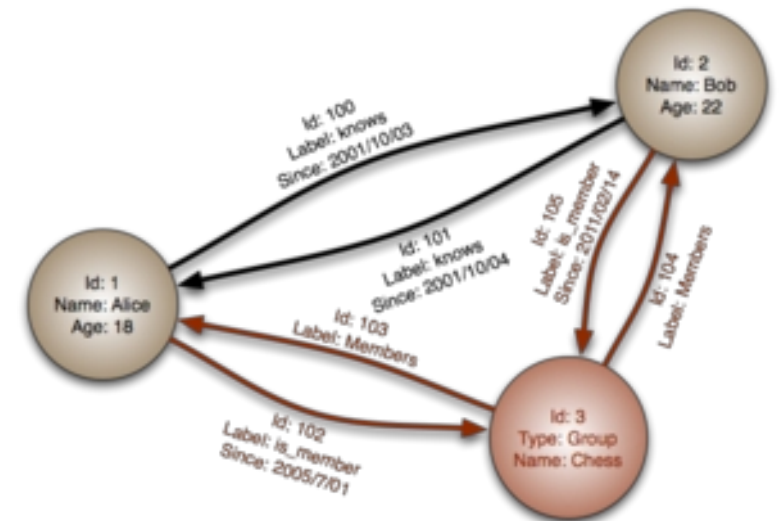 Id: 2
Name: Bob
Age: 22
Id: 100
Label: knows
Since: 2001/10/03
Id: 101
Label: knows
Since: 2001/10/04
Id: 105
Label: is_member
Since: 2011/02/14
Id: 104
Label: Members
Id: 1
Name: Alice
Age: 18
Id: 103
Label: Members
Id: 102
Label: is_member
Since: 2005/7/01
Id: 3
Type: Group
Name: Chess